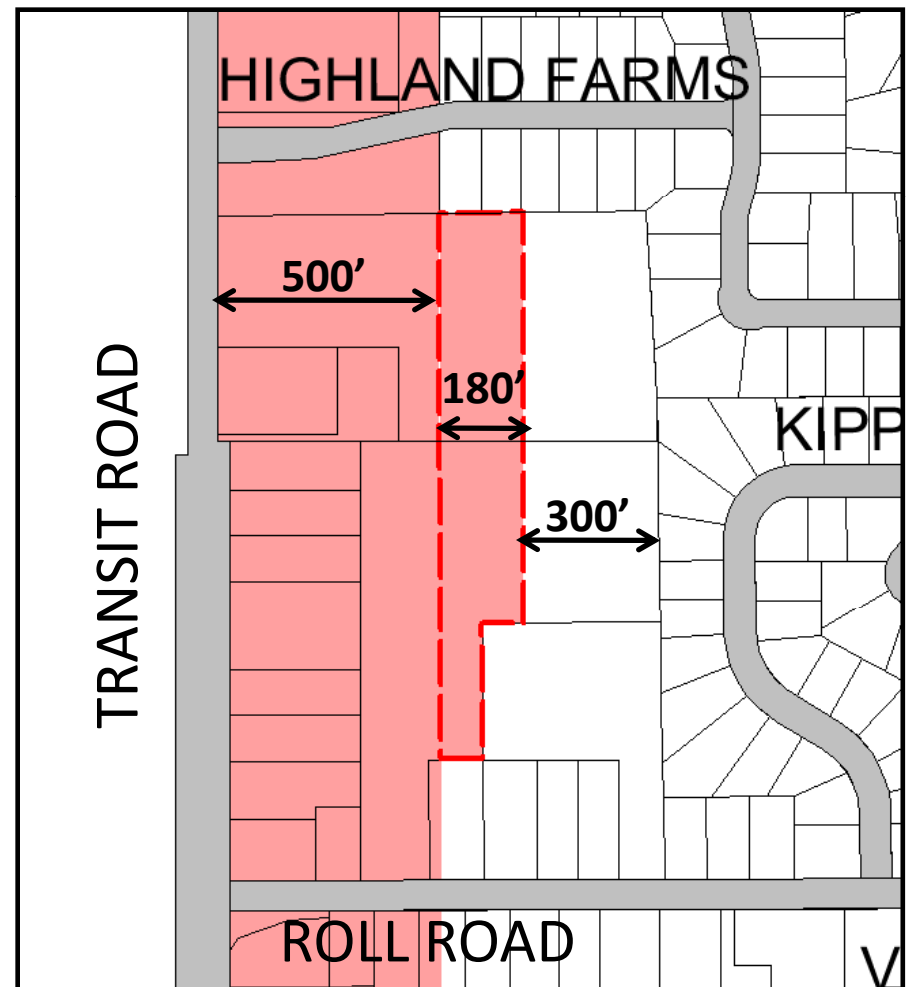 HIGHLAND FARMS
500’
180’
TRANSIT ROAD
KIPP
300’
ROLL ROAD
V